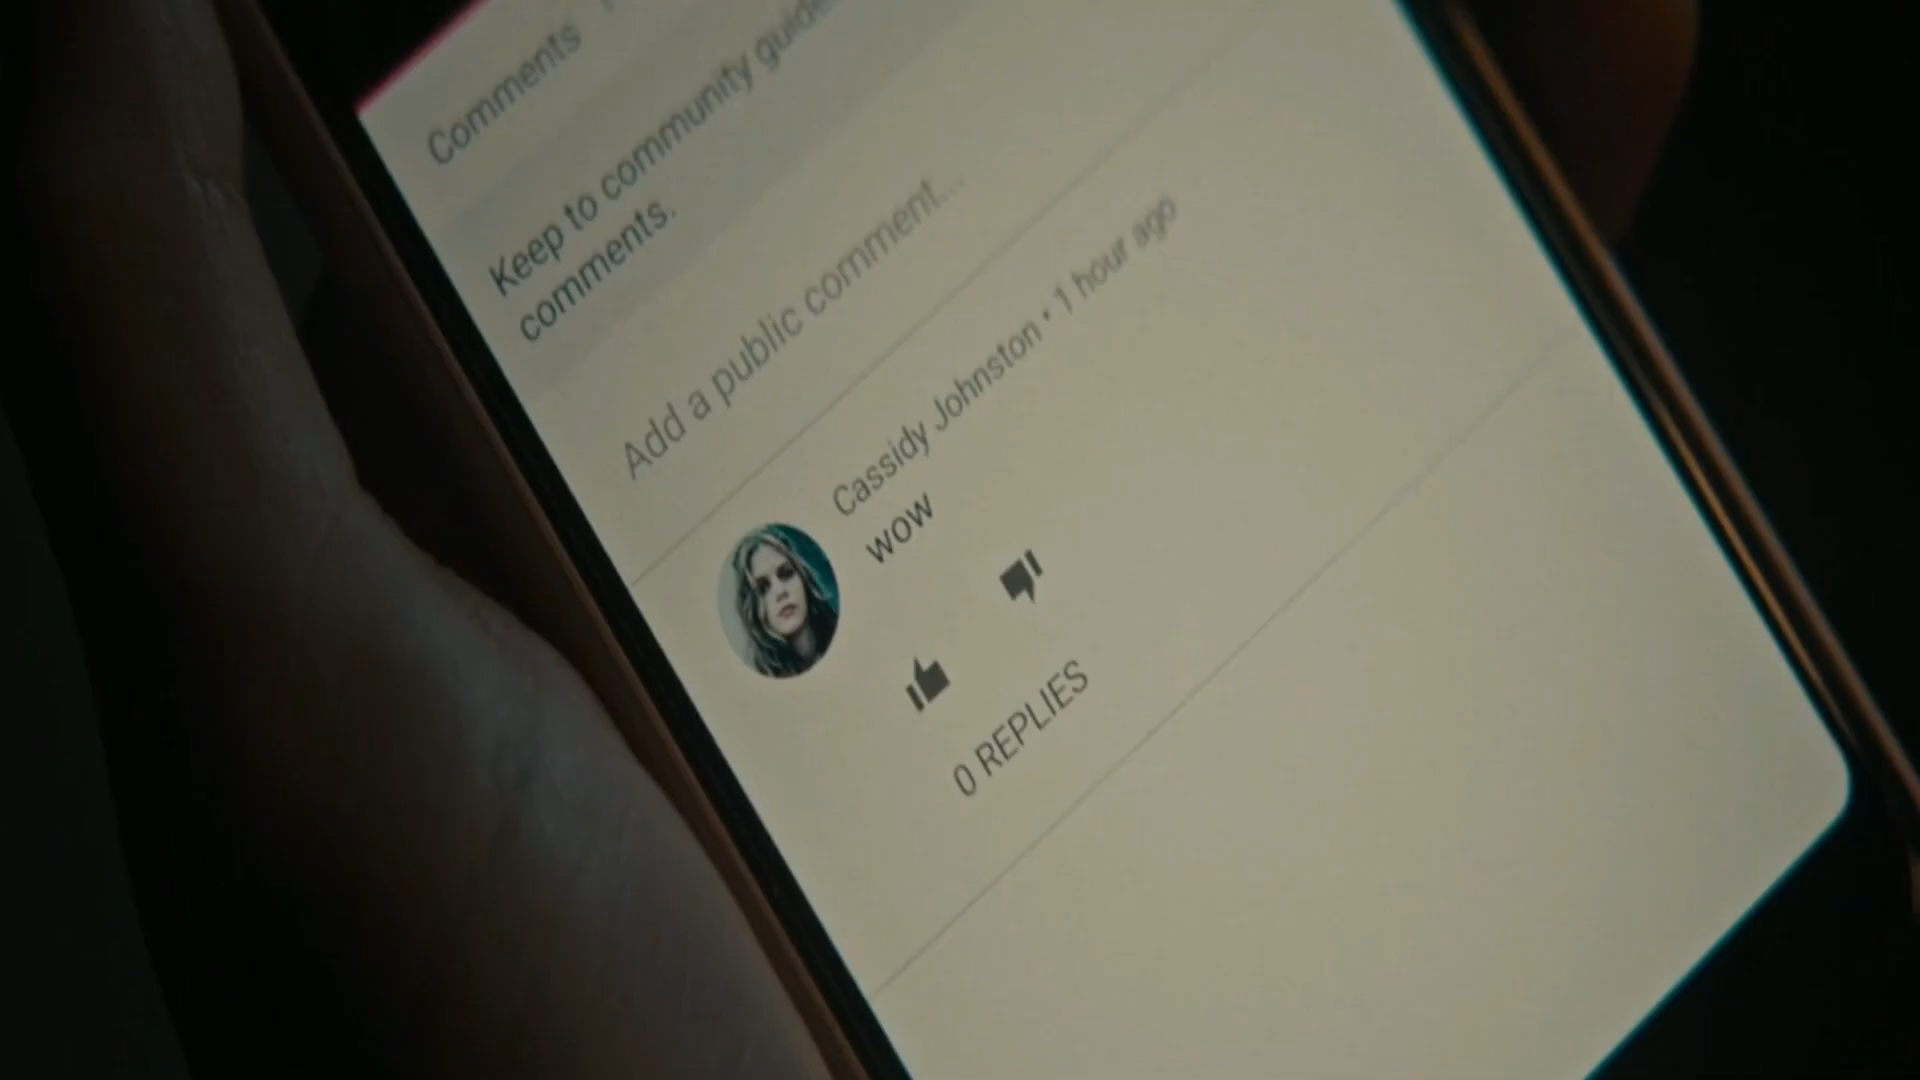 Comments
Keep to community
comments.
Add a public comment...
Cassidy Johnston • 1 hour ago
wow
0 REPLIES